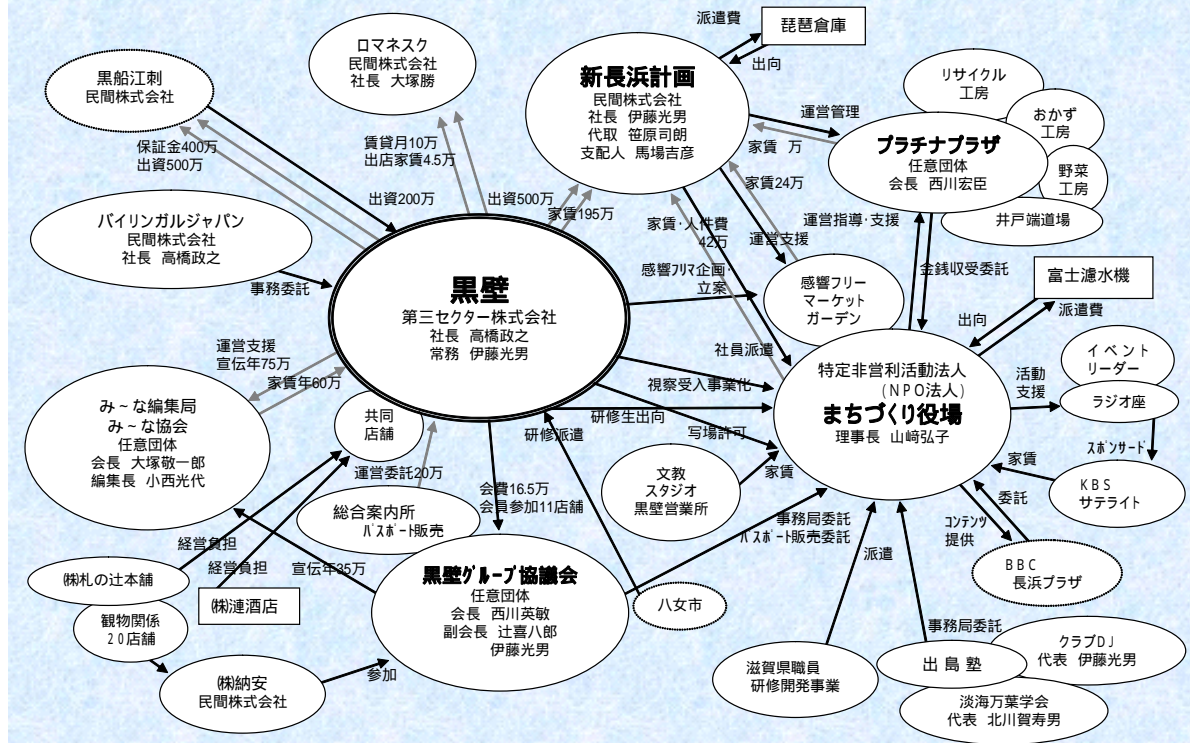 派遣費
琵琶倉庫
出向
ロマネスク
民間株式会社
社長 大塚勝
黒船江刺
民間株式会社
新長浜計画
民間株式会社
社長 伊藤光男
代取 笹原司朗
支配人 馬場吉彦
リサイクル
工房
おかず
工房
運営管理
プラチナプラザ
任意団体
会長 西川宏臣
野菜
工房
井戸端道場
保証金400万
出資500万
賃貸月10万
出店家賃4.5万
家賃 万
家賃24万
出資200万
出資500万
家賃195万
家賃・人件費
42万
運営支援
運営指導・支援
金銭収受委託
バイリンガルジャパン
民間株式会社
社長 高橋政之
事務委託
黒壁
第三セクター株式会社
社長 高橋政之
常務 伊藤光男
感響フリマ企画・
立案
感響フリー
マーケット
ガーデン
富士濾水機
出向
派遣費
社員派遣
運営支援
宣伝年75万
家賃年60万
視察受入事業化
特定非営利活動法人
(NPO法人)
まちづくり役場
理事長 山﨑弘子
イベント
リーダー
活動
支援
ラジオ座
スポンサード
み~な編集局
み~な協会
任意団体
会長 大塚敬一郎
編集長 小西光代
共同
店舗
研修生出向
研修派遣
写場許可
家賃
文教
スタジオ
黒壁営業所
家賃
KBS
サテライト
委託
運営委託20万
会費16.5万
会員参加11店舗
総合案内所
パスポート販売
事務局委託
パスポート販売委託
コンテンツ
提供
派遣
BBC
長浜プラザ
経営負担
経営負担
宣伝年35万
㈱札の辻本舗
㈱漣酒店
観物関係
20店舗
黒壁グループ協議会
任意団体
会長 西川英敏
副会長 辻喜八郎
伊藤光男
八女市
事務局委託
㈱納安
民間株式会社
参加
滋賀県職員
研修開発事業
出島塾
クラブDJ
代表 伊藤光男
淡海万葉学会
代表 北川賀寿男